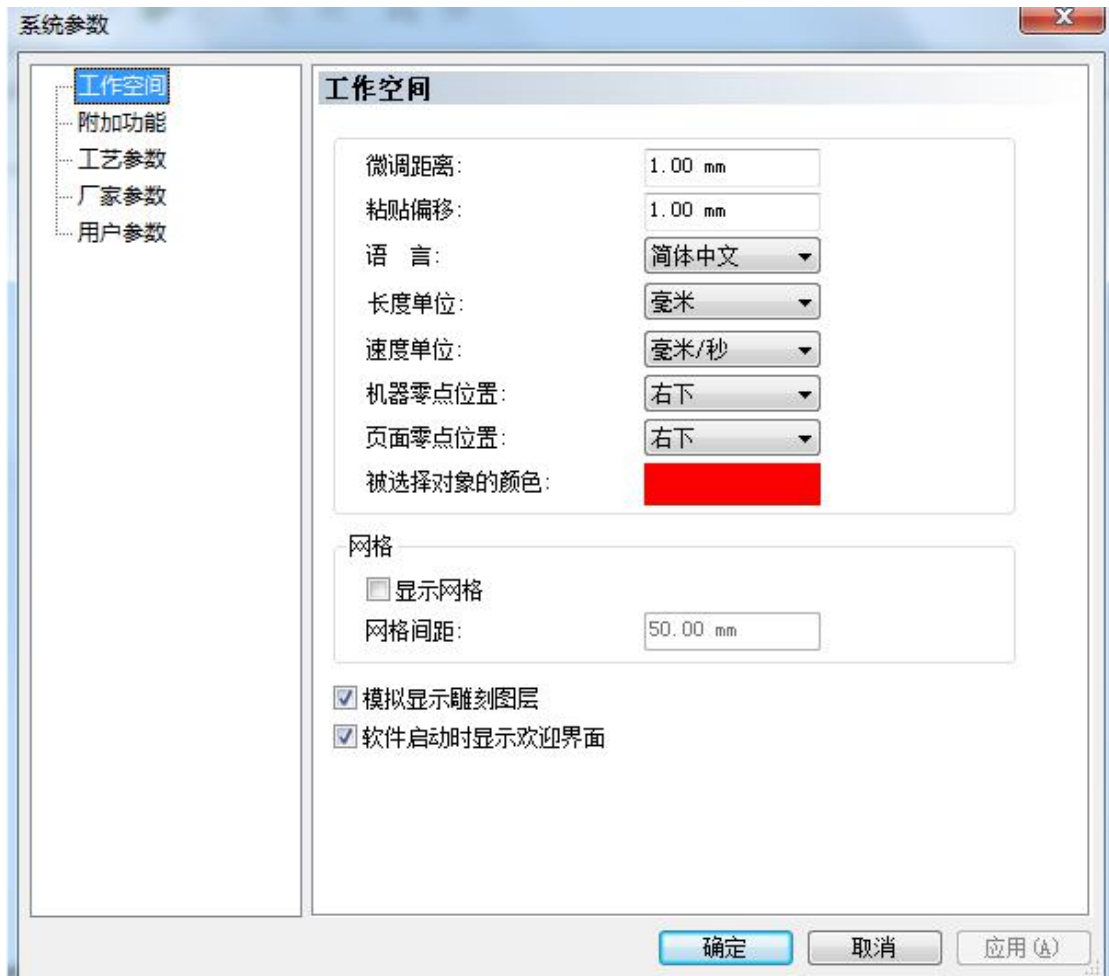 系统参数
工作空间
附加功能
工艺参数
厂家参数
用户参数
工作空间
微调距离: 1.00 mm
粘贴偏移: 1.00 mm
语 言: 简体中文
长度单位: 毫米
速度单位: 毫米/秒
机器零点位置: 右下
页面零点位置: 右下
被选择对象的颜色:
网格
显示网格
网格间距: 50.00 mm
模拟显示雕刻图层
软件启动时显示欢迎界面
确定 取消 应用(A)